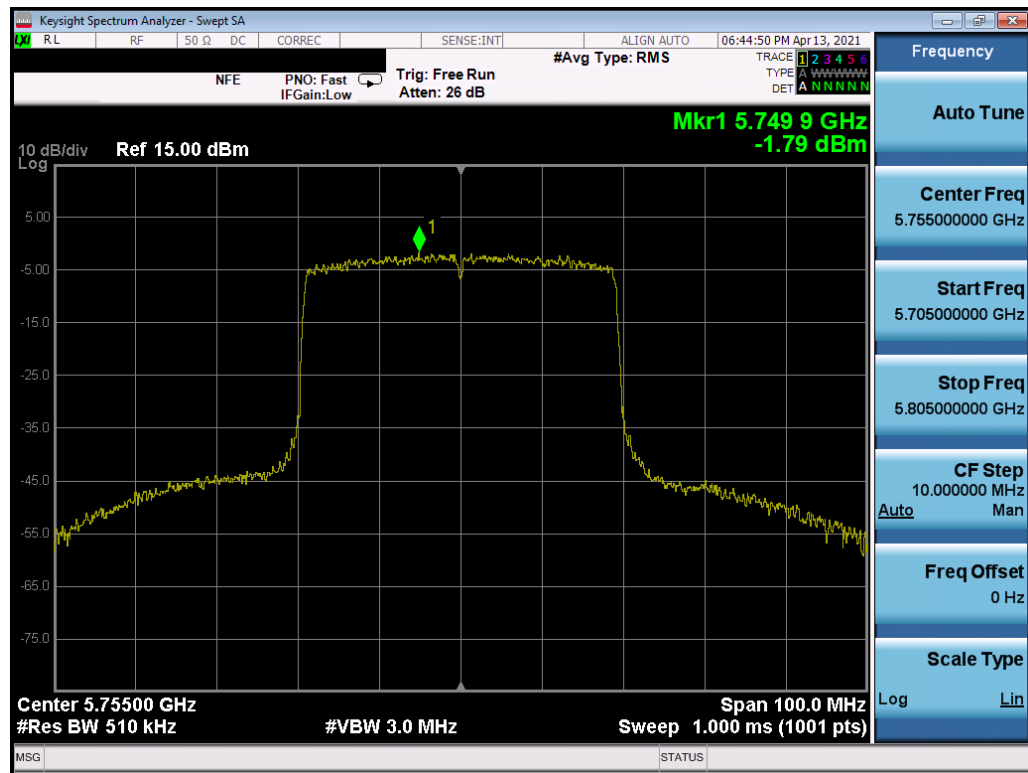 Keysight Spectrum Analyzer - Swept SA
LXI RL RF 50 Ω DC CORREC SENSE:INT ALIGN AUTO 06:44:50 PM Apr 13, 2021
NFE PNO: Fast IFGain:Low Trig: Free Run Atten: 26 dB #Avg Type: RMS
TRACE 1 2 3 4 5 6
TYPE A WWWWW
DET A N N N N N
Mkr1 5.749 9 GHz
-1.79 dBm
10 dB/div Ref 15.00 dBm
Log
1
5.00
-5.00
-15.0
-25.0
-35.0
-45.0
-55.0
-65.0
-75.0
Center 5.75500 GHz Span 100.0 MHz
#Res BW 510 kHz #VBW 3.0 MHz Sweep 1.000 ms (1001 pts)
MSG STATUS
Frequency
Auto Tune
Center Freq
5.755000000 GHz
Start Freq
5.705000000 GHz
Stop Freq
5.805000000 GHz
CF Step
10.000000 MHz
Auto Man
Freq Offset
0 Hz
Scale Type
Log Lin